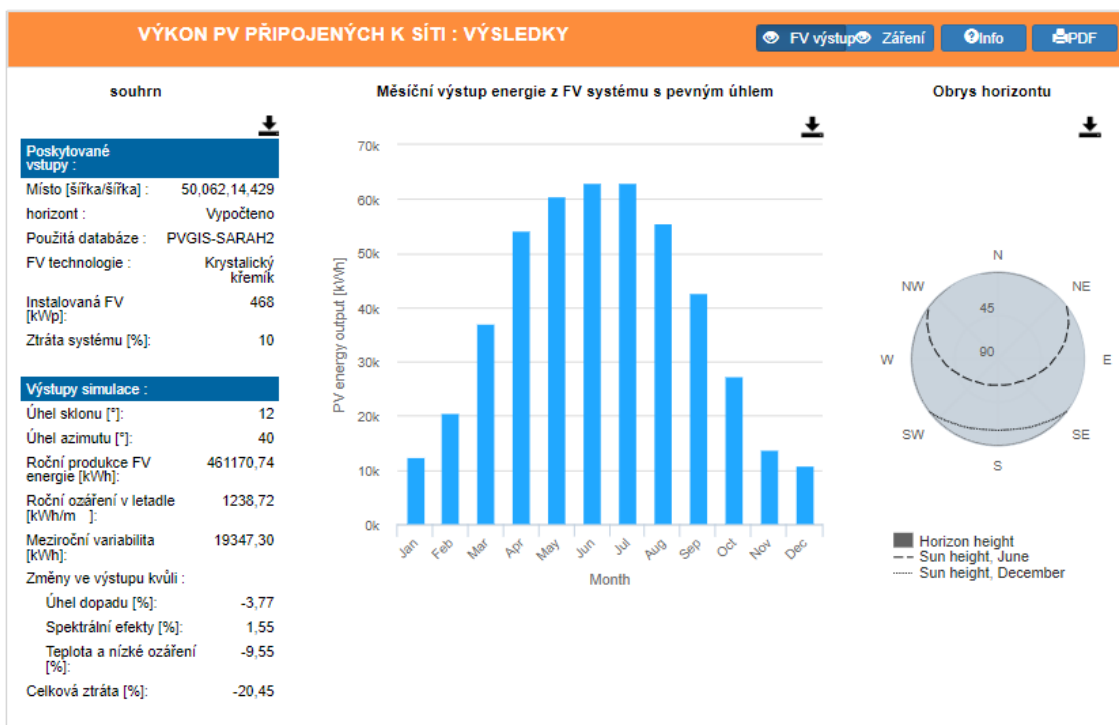 VÝKON PV PŘIPOJENÝCH K SÍTI : VÝSLEDKY
FV výstup
Záření
Info
PDF
souhrn
Poskytované
vstupy :
Místo [šířka/šířka] : 50,062,14,429
horizont : Vypočteno
Použitá databáze : PVGIS-SARAH2
FV technologie : Krystalický
křemík
Instalovaná FV 468
[kWp]:
Ztráta systému [%]: 10
Výstupy simulace :
Úhel sklonu [°]: 12
Úhel azimutu [°]: 40
Roční produkce FV 461170,74
energie [kWh]:
Roční ozáření v letadle 1238,72
[kWh/m ]:
Meziroční variabilita 19347,30
[kWh]:
Změny ve výstupu kvůli :
Úhel dopadu [%]: -3,77
Spektrální efekty [%]: 1,55
Teplota a nízké ozáření -9,55
[%]:
Celková ztráta [%]: -20,45
Měsíční výstup energie z FV systému s pevným úhlem
PV energy output [kWh]
70k
60k
50k
40k
30k
20k
10k
0k
Jan Feb Mar Apr May Jun Jul Aug Sep Oct Nov Dec
Month
Obrys horizontu
N
NW NE
45
W 90 E
SW SE
S
Horizon height
Sun height, June
Sun height, December